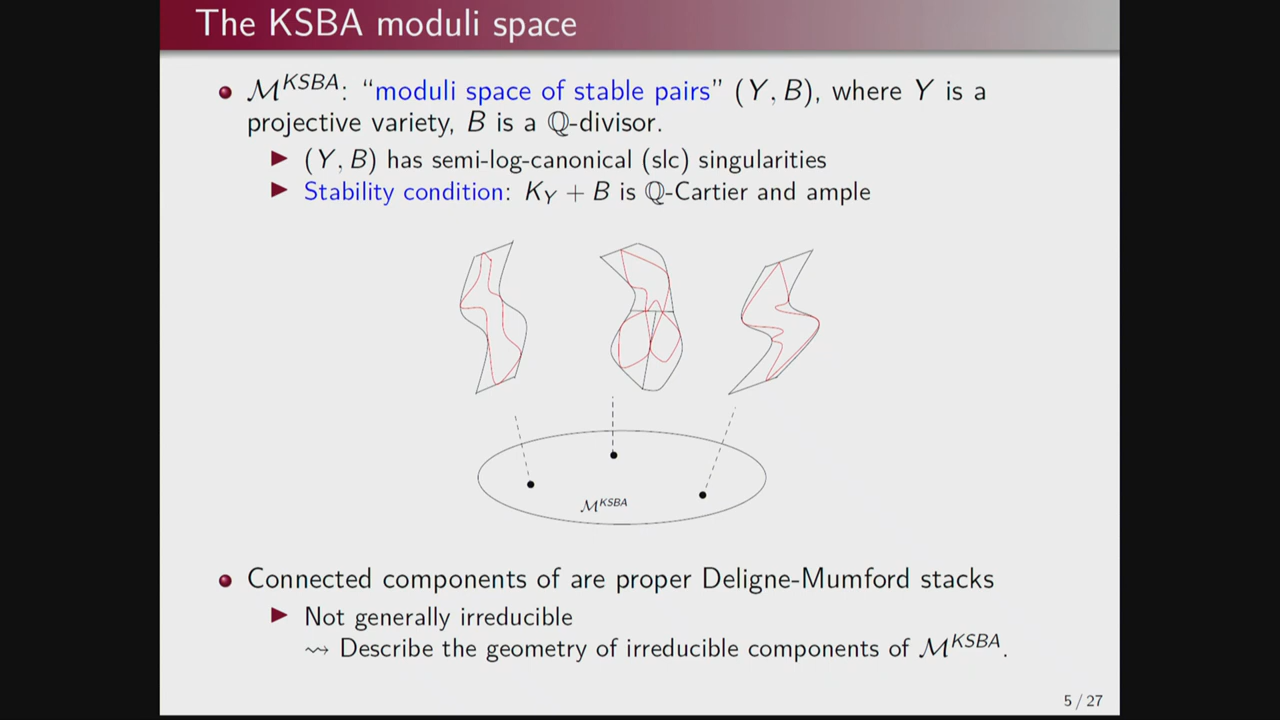 The KSBA moduli space
ℳ^{KSBA}: “moduli space of stable pairs” (Y, B), where Y is a
projective variety, B is a ℚ-divisor.
(Y, B) has semi-log-canonical (slc) singularities
Stability condition: K_Y + B is ℚ-Cartier and ample
ℳ^{KSBA}
Connected components of are proper Deligne-Mumford stacks
Not generally irreducible
⇝ Describe the geometry of irreducible components of ℳ^{KSBA}.
5 / 27